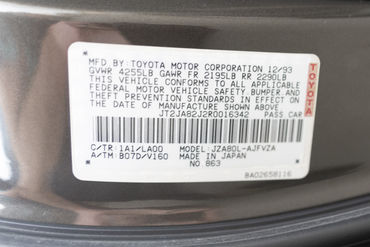 MFD. BY TOYOTA MOTOR CORPORATION 12/93
GVWR 4255LB GAWR FR 2195LB RR 2290LB
THIS VEHICLE CONFORMS TO ALL APPLICABLE
FEDERAL MOTOR VEHICLE SAFETY, BUMPER, AND
THEFT PREVENTION STANDARDS IN EFFECT ON
THE DATE OF MANUFACTURE SHOWN ABOVE.
JT2JA82J2R0016342 PASS CAR
C/TR: 1A1/LA00 MODEL: JZA80L-AJFVZA
A/TM: B07D/V160 MADE IN JAPAN
NO.863
BA02658116
TOYOTA